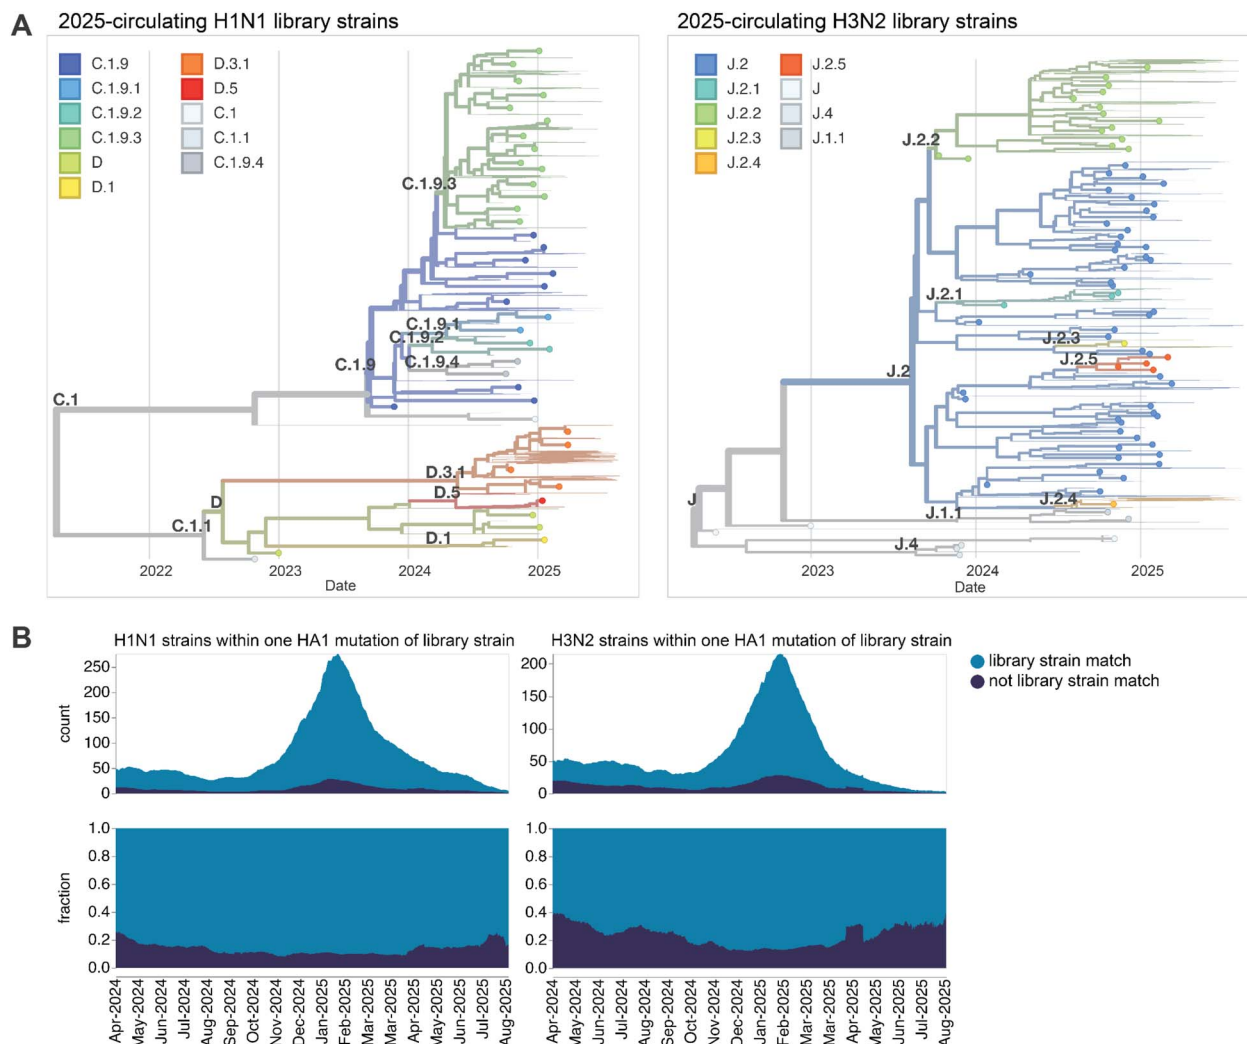 A
2025-circulating H1N1 library strains
C.1.9
C.1.9.1
C.1.9.2
C.1.9.3
D
D.1
D.3.1
D.5
C.1
C.1.1
C.1.9.4
C.1.9.3
C.1.9.1
C.1.9.2
C.1.9.4
C.1.9
C.1
D.3.1
D.5
D
C.1.1
D.1
2022
2023
2024
2025
Date
2025-circulating H3N2 library strains
J.2
J.2.1
J.2.2
J.2.3
J.2.4
J.2.5
J
J.4
J.1.1
J.2.2
J.2.1
J.2.3
J.2.5
J.2
J.2.4
J
J.1.1
J.4
2023
2024
2025
Date
B
H1N1 strains within one HA1 mutation of library strain
count
250
200
150
100
50
0
fraction
1.0
0.8
0.6
0.4
0.2
0.0
Apr-2024
May-2024
Jun-2024
Jul-2024
Aug-2024
Sep-2024
Oct-2024
Nov-2024
Dec-2024
Jan-2025
Feb-2025
Mar-2025
Mar-2025
Apr-2025
May-2025
Jun-2025
Jul-2025
Aug-2025
H3N2 strains within one HA1 mutation of library strain
200
150
100
50
0
1.0
0.8
0.6
0.4
0.2
0.0
Apr-2024
May-2024
Jun-2024
Jul-2024
Aug-2024
Sep-2024
Oct-2024
Nov-2024
Dec-2024
Jan-2025
Feb-2025
Mar-2025
Mar-2025
Apr-2025
May-2025
Jun-2025
Jul-2025
Aug-2025
library strain match
not library strain match